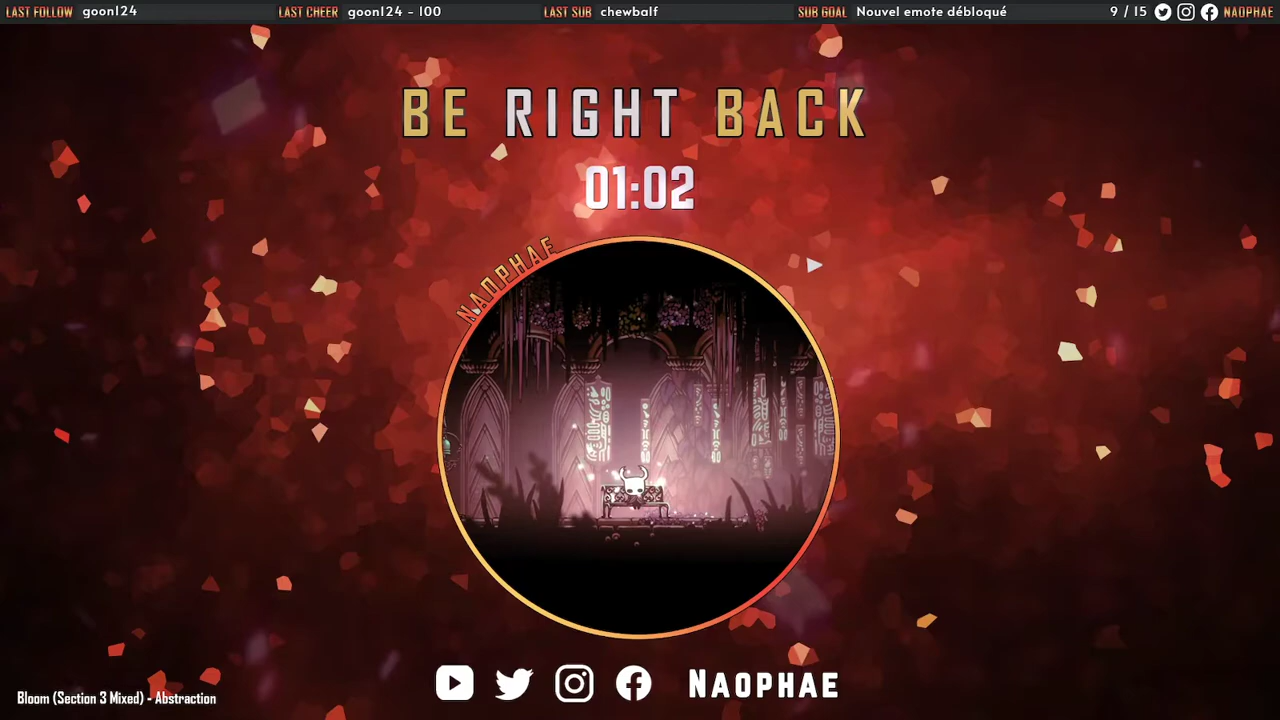 LAST FOLLOW goon124 LAST CHEER goon124 - 100 LAST SUB chewbalf SUB GOAL Nouvel emote débloqué 9 / 15 NAOPHAE
BE RIGHT BACK
01:02
NAOPHAE
NAOPHAE
Bloom (Section 3 Mixed) - Abstraction